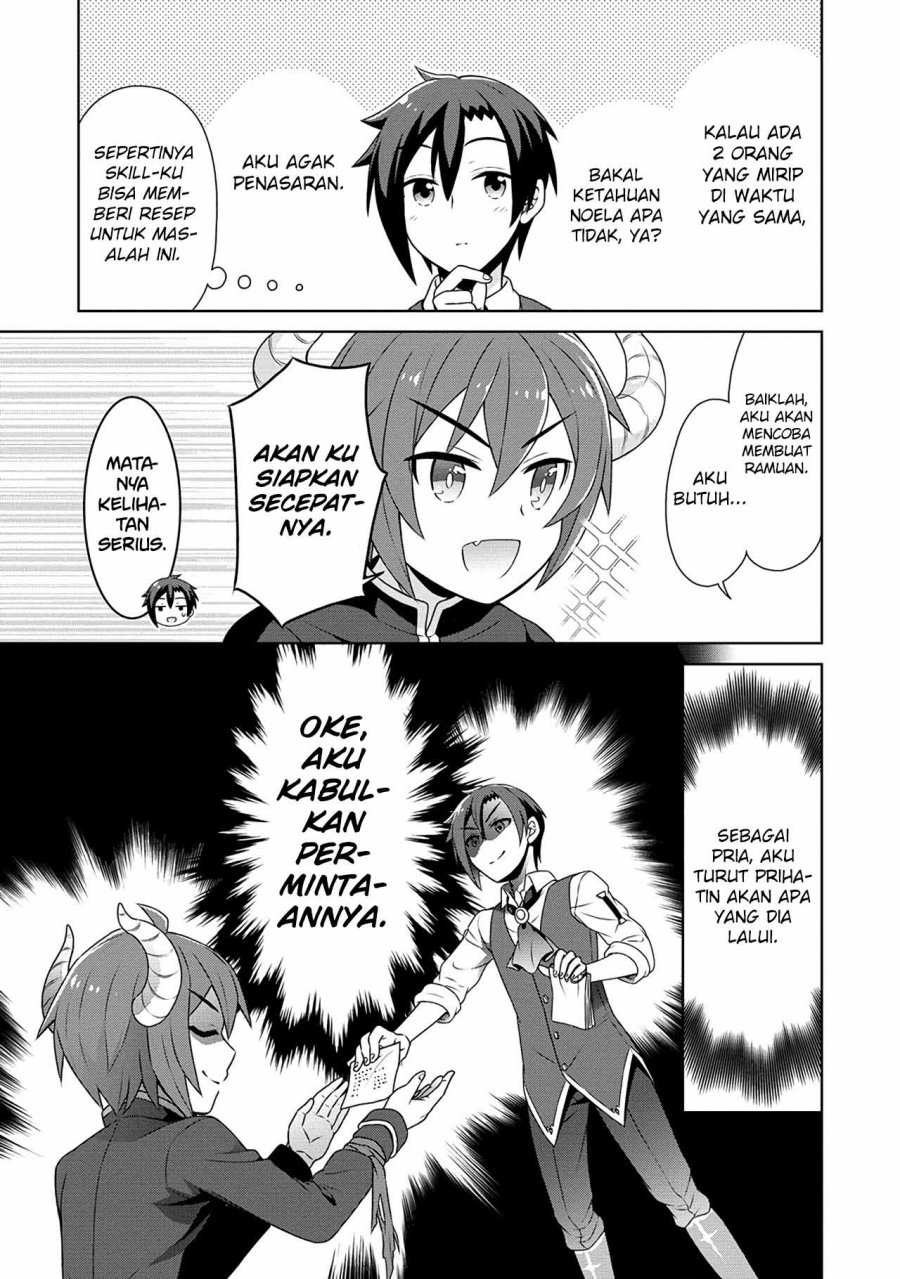 KALAU ADA
2 ORANG
YANG MIRIP
DI WAKTU
YANG SAMA,
BAKAL
KETAHUAN
NOELA APA
TIDAK, YA?
AKU AGAK
PENASARAN.
SEPERTINYA
SKILL-KU
BISA MEM-
BERI RESEP
UNTUK MAS-
ALAH INI.
BAIKLAH,
AKU AKAN
MENCOBA
MEMBUAT
RAMUAN.
AKU
BUTUH...
AKAN KU
SIAPKAN
SECEPAT-
NYA.
MATA-
NYA
KELIHA-
TAN
SERIUS.
SEBAGAI
PRIA, AKU
TURUT PRIHA-
TIN AKAN APA
YANG DIA
LALUI.
OKE,
AKU
KABUL-
KAN
PER-
MINTA-
ANNYA.